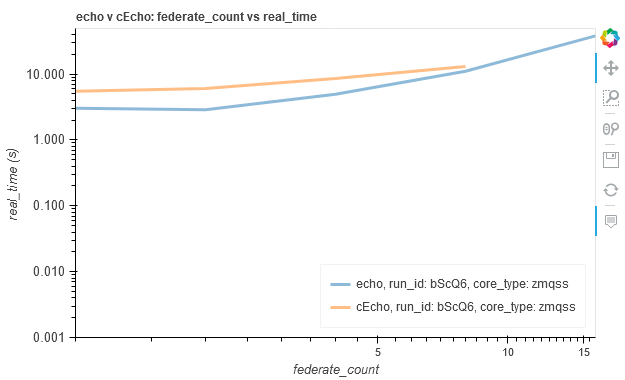 echo v cEcho: federate_count vs real_time
10.000
1.000
0.100
0.010
0.001
real_time (s)
echo, run_id: bScQ6, core_type: zmqss
cEcho, run_id: bScQ6, core_type: zmqss
5
10
15
federate_count